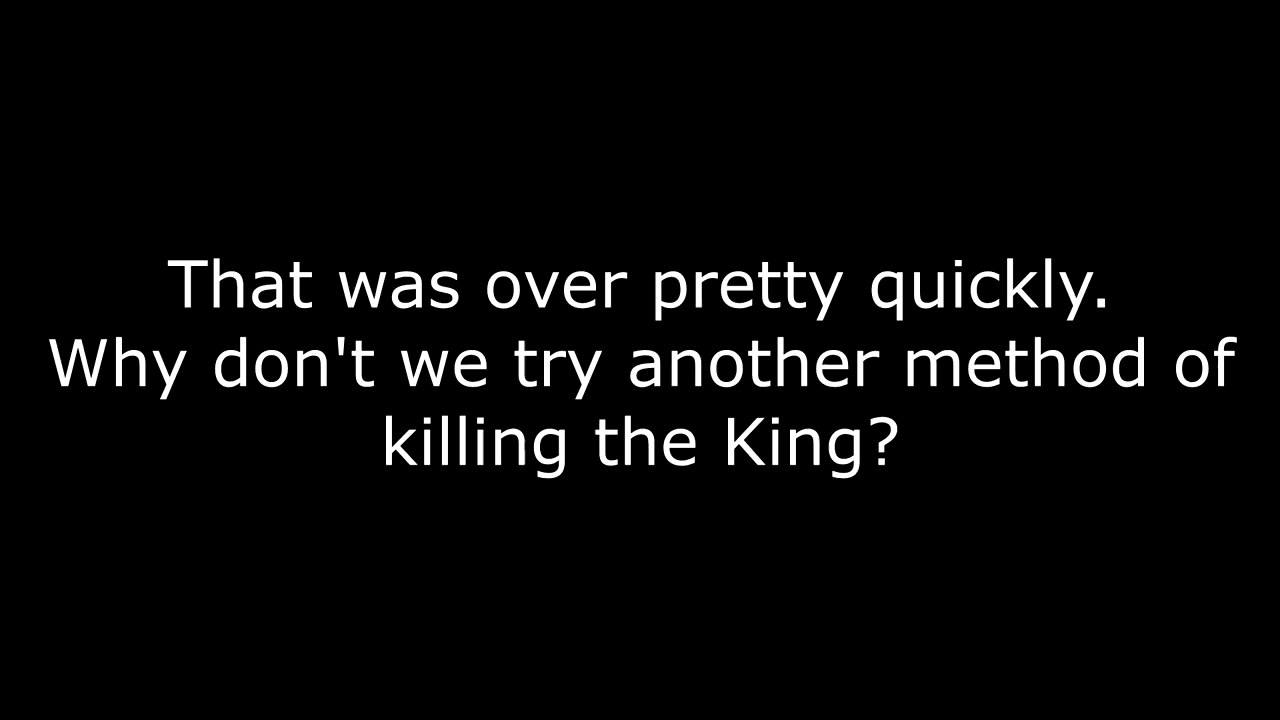 That was over pretty quickly.
Why don't we try another method of
killing the King?